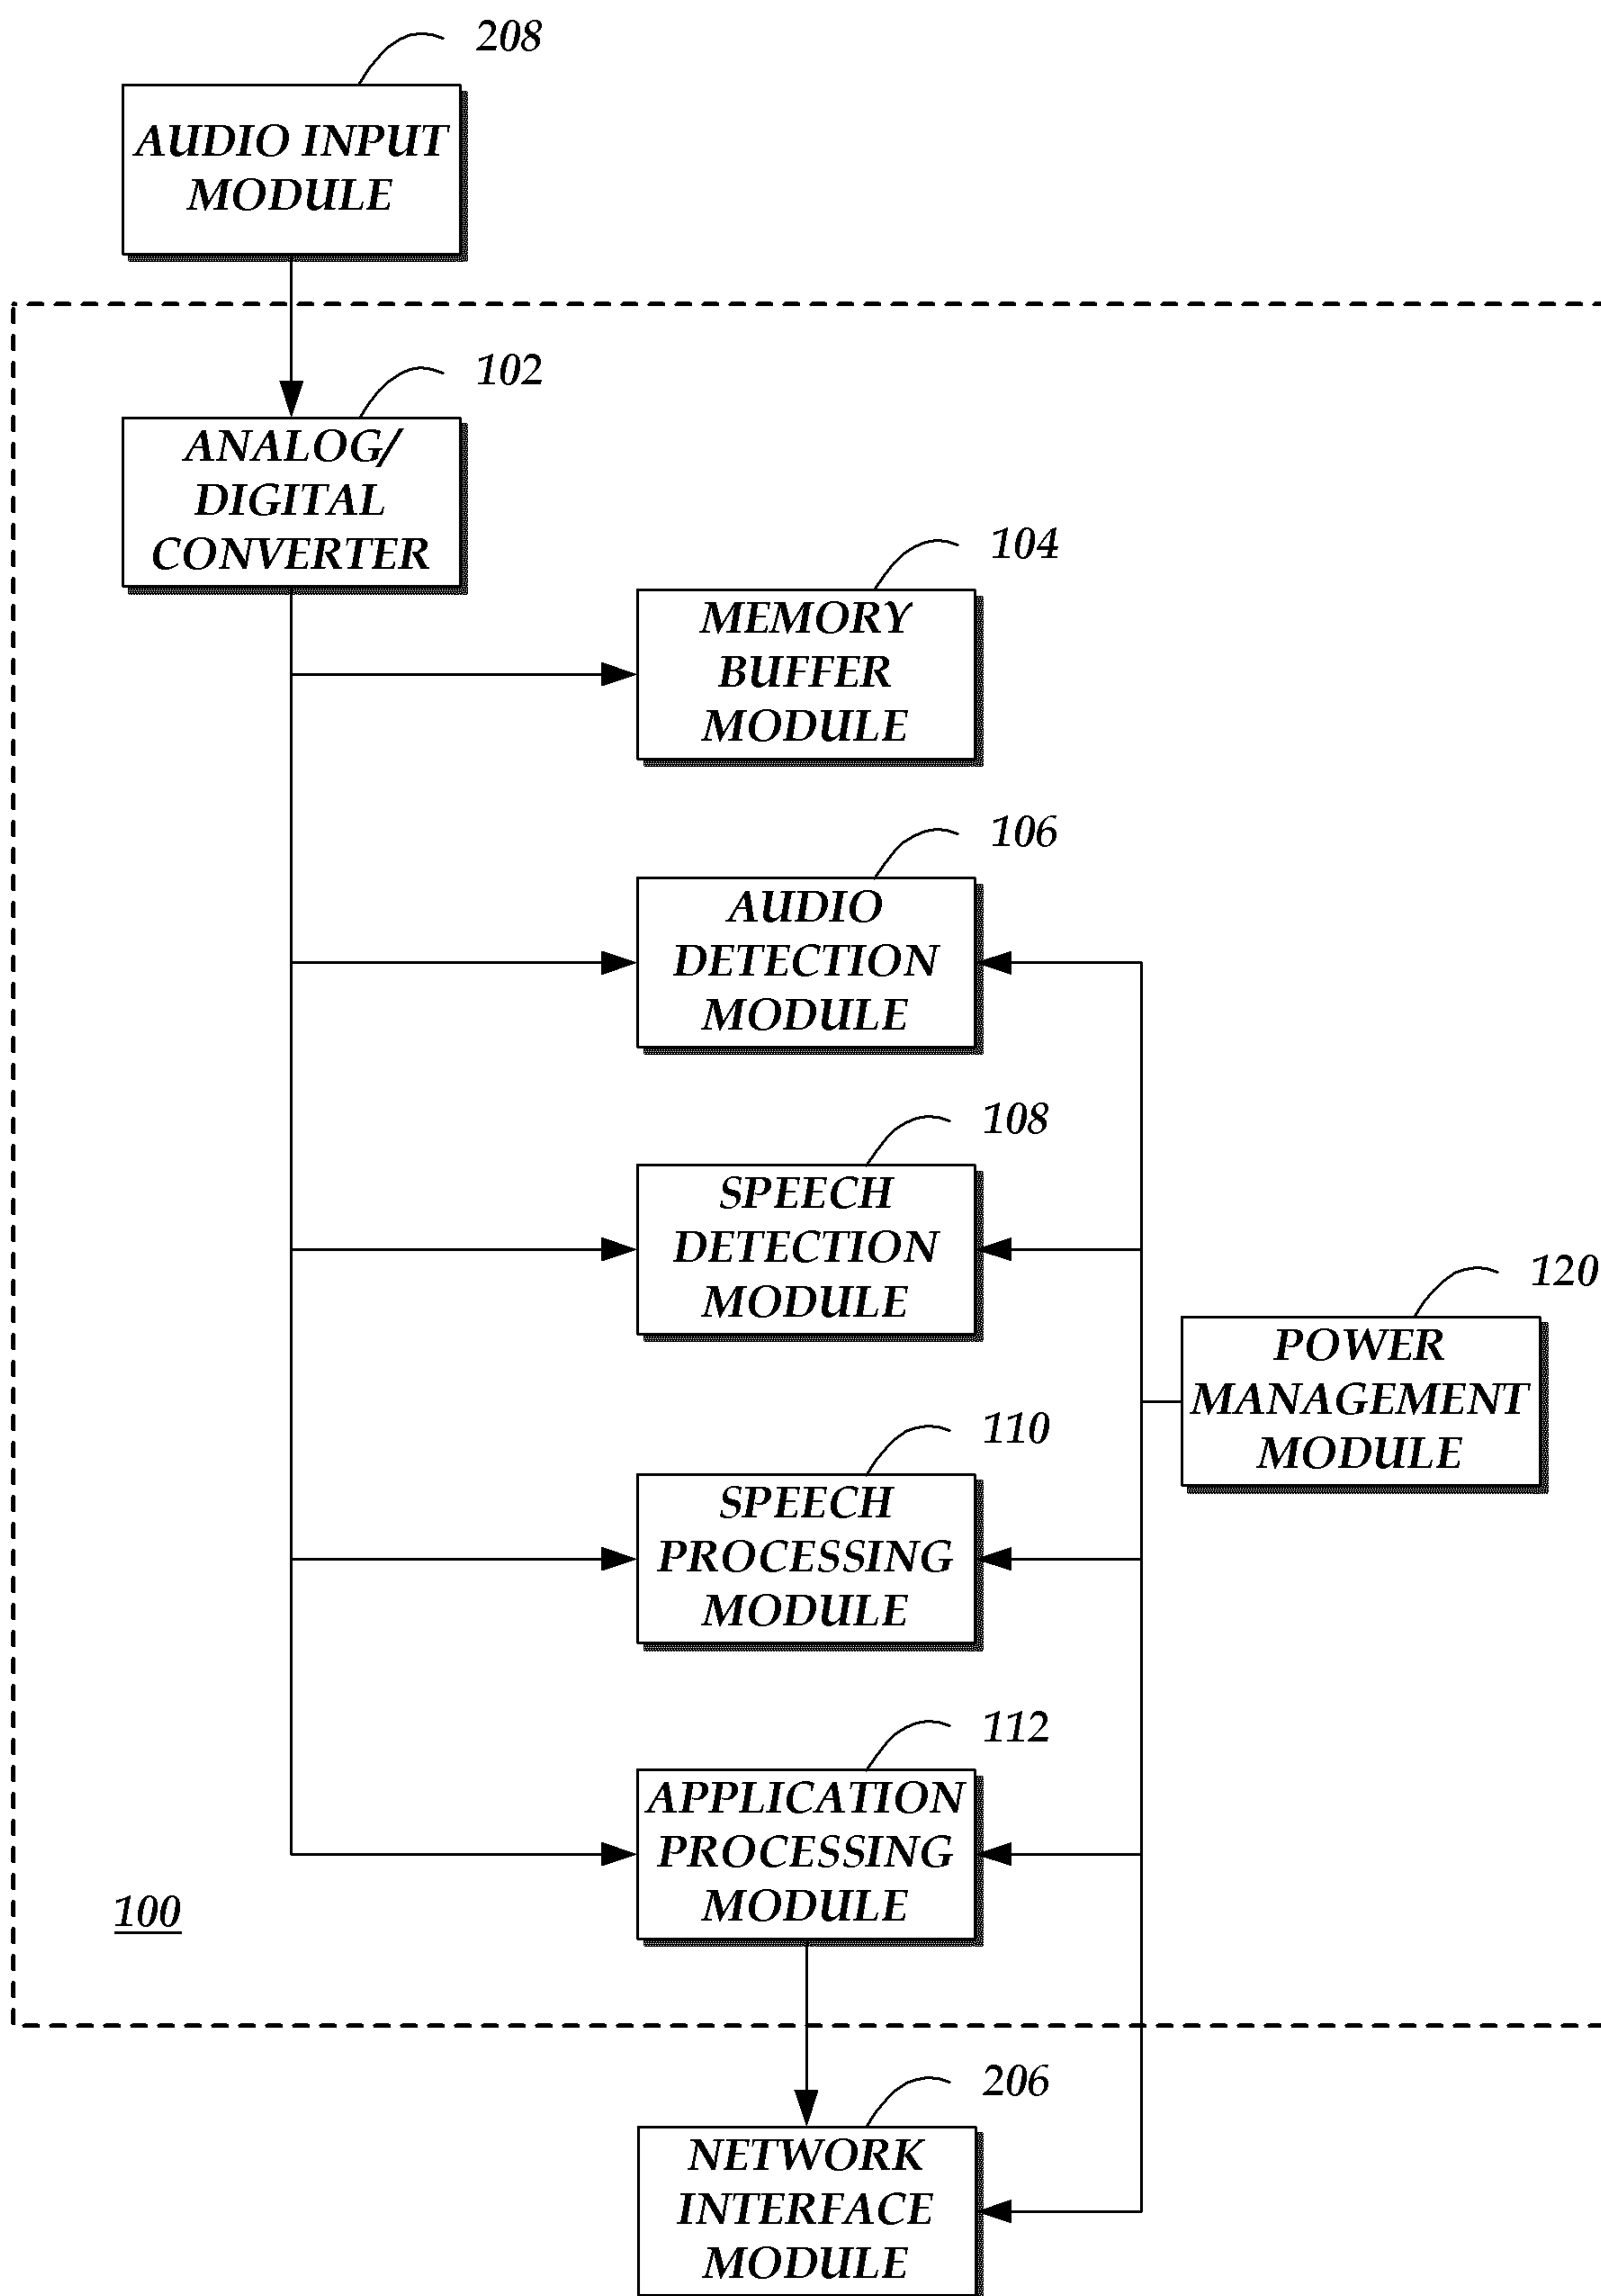 208
AUDIO INPUT
MODULE
102
ANALOG/
DIGITAL
CONVERTER
104
MEMORY
BUFFER
MODULE
106
AUDIO
DETECTION
MODULE
108
SPEECH
DETECTION
MODULE
120
POWER
MANAGEMENT
MODULE
110
SPEECH
PROCESSING
MODULE
112
APPLICATION
PROCESSING
MODULE
100
206
NETWORK
INTERFACE
MODULE